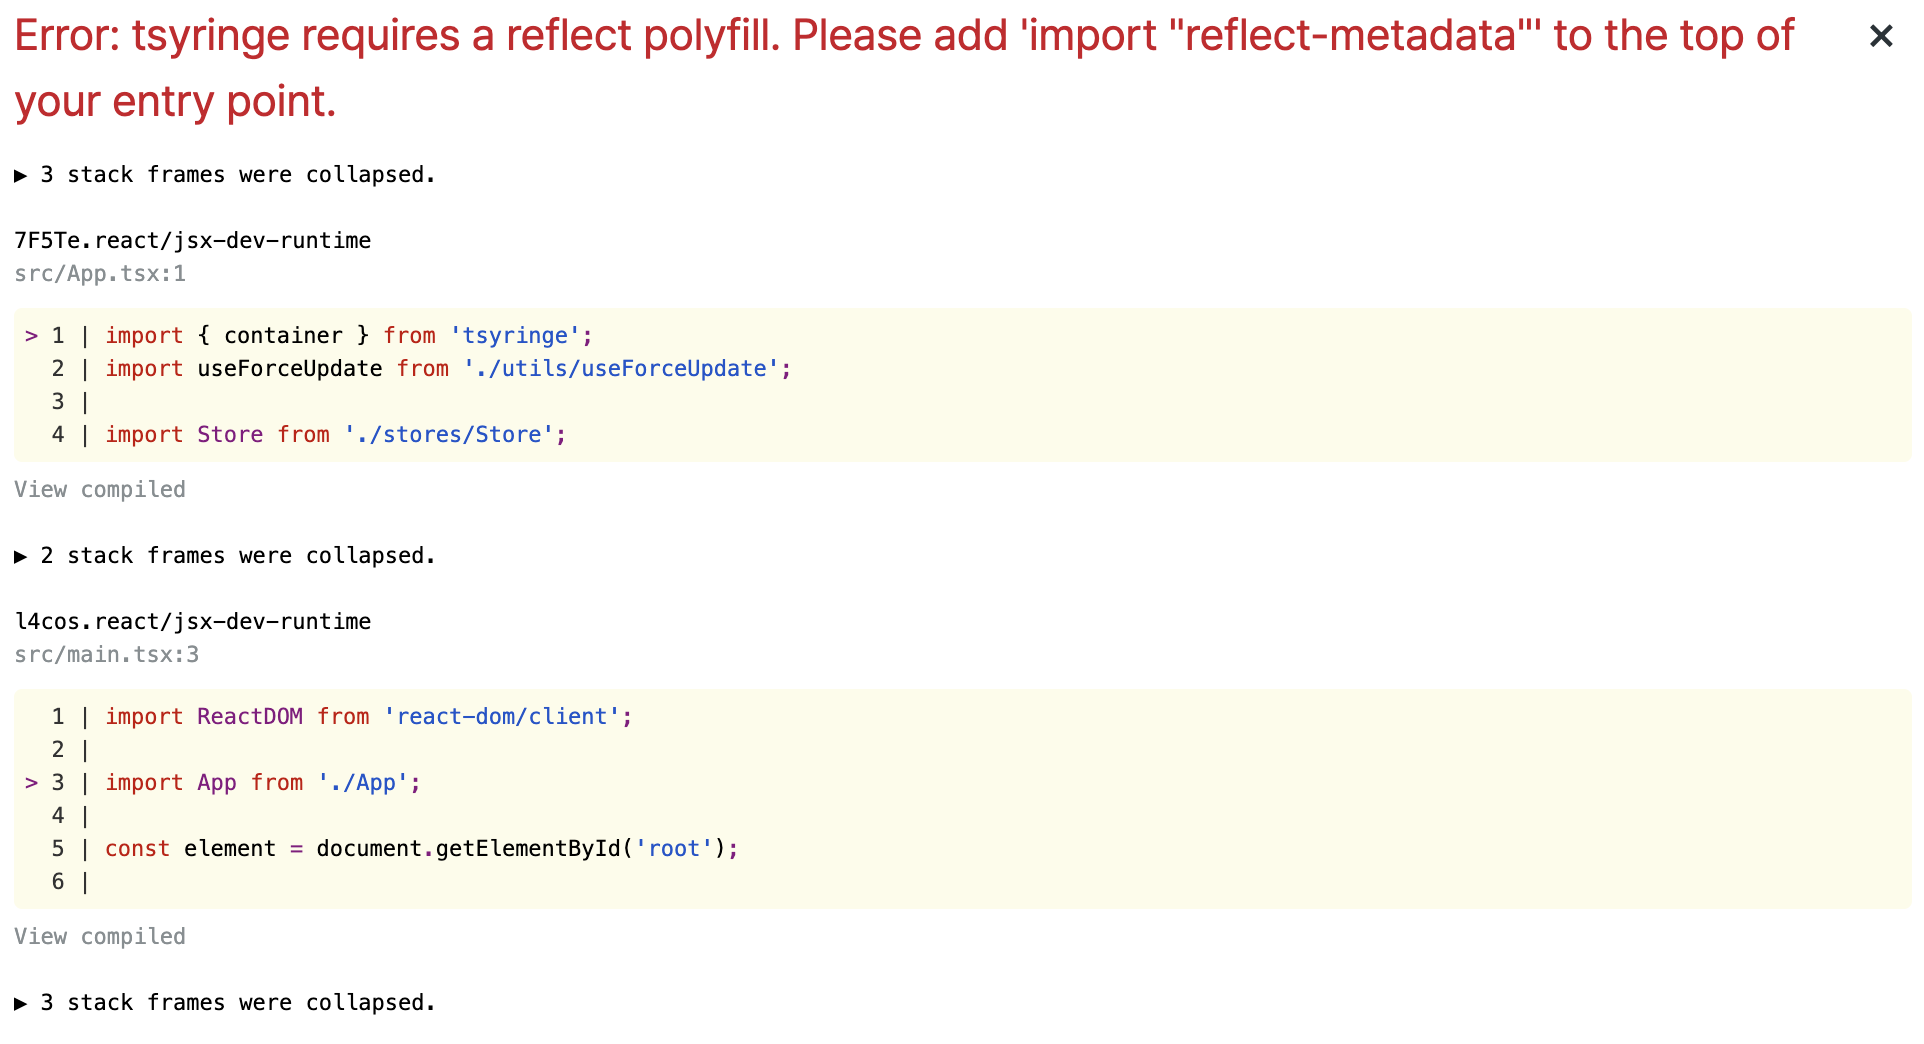 Error: tsyringe requires a reflect polyfill. Please add 'import "reflect-metadata"' to the top of
your entry point.
▶ 3 stack frames were collapsed.
7F5Te.react/jsx-dev-runtime
src/App.tsx:1
> 1 | import { container } from 'tsyringe';
2 | import useForceUpdate from './utils/useForceUpdate';
3 |
4 | import Store from './stores/Store';
View compiled
▶ 2 stack frames were collapsed.
l4cos.react/jsx-dev-runtime
src/main.tsx:3
1 | import ReactDOM from 'react-dom/client';
2 |
> 3 | import App from './App';
4 |
5 | const element = document.getElementById('root');
6 |
View compiled
▶ 3 stack frames were collapsed.